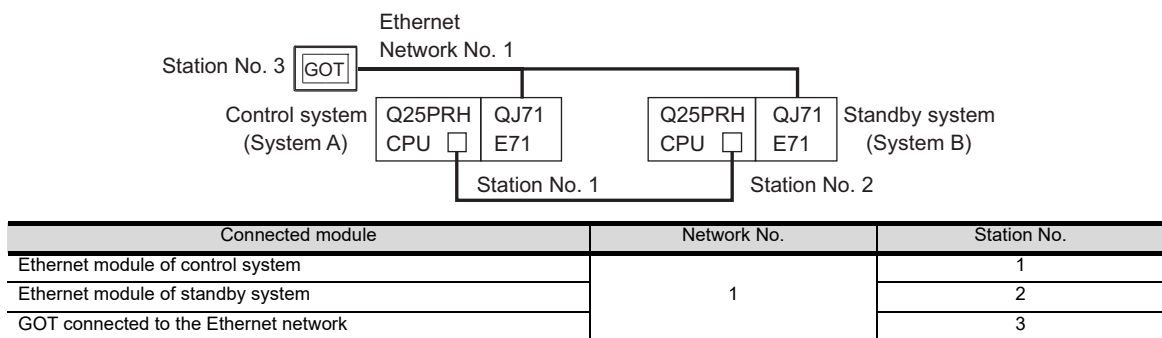 Ethernet
Network No. 1
Station No. 3
GOT
Control system
(System A)
Q25PRH
CPU
QJ71
E71
Q25PRH
CPU
QJ71
E71
Standby system
(System B)
Station No. 1
Station No. 2
Connected module Network No. Station No.
Ethernet module of control system 1
Ethernet module of standby system 1 2
GOT connected to the Ethernet network 3